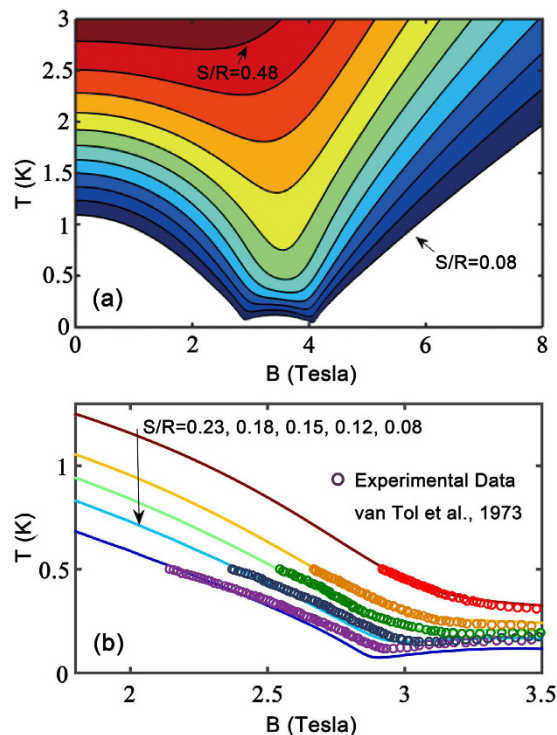 3
2.5
2
1.5
1
0.5
0
T (K)
S/R=0.48
S/R=0.08
(a)
0 2 4 6 8
B (Tesla)
S/R=0.23, 0.18, 0.15, 0.12, 0.08
Experimental Data
van Tol et al., 1973
1
0.5
0
T (K)
(b)
2 2.5 3 3.5
B (Tesla)